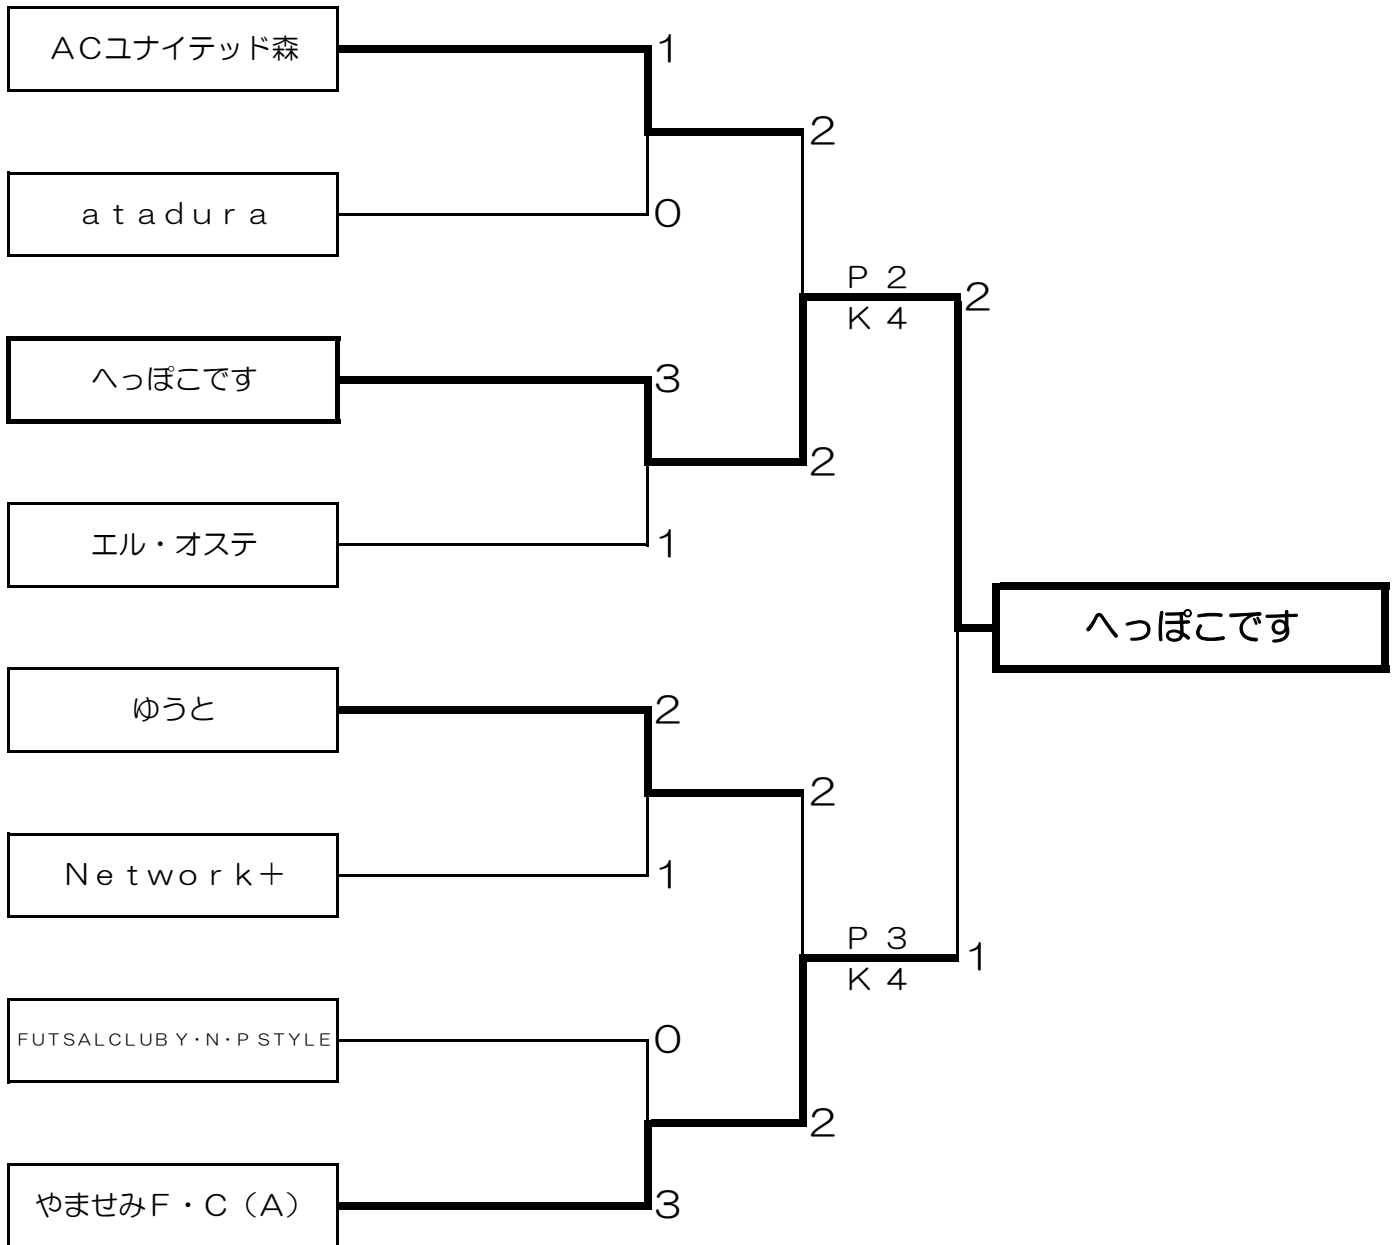 ＡＣユナイテッド森
1
2
ａｔａｄｕｒａ
0
Ｐ 2
Ｋ 4
2
へっぽこです
3
2
エル・オステ
1
へっぽこです
ゆうと
2
2
Ｎｅｔｗｏｒｋ＋
1
Ｐ 3
Ｋ 4
1
FUTSALCLUB Y・N・P STYLE
0
2
やませみＦ・Ｃ（Ａ）
3